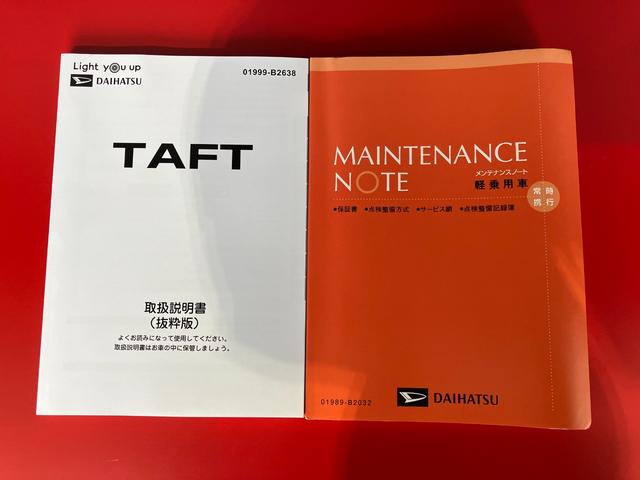 Light you up
DAIHATSU
01999-B2638
TAFT
取扱説明書
(抜粋版)
よくお読みになって使用してください。
取扱説明書はお車の中に保管しましょう。
MAINTENANCE
NOTE
メンテナンスノート
軽乗用車
常時
携行
●保証書 ●点検整備方式 ●サービス網 ●点検整備記録簿
01989-B2032
DAIHATSU